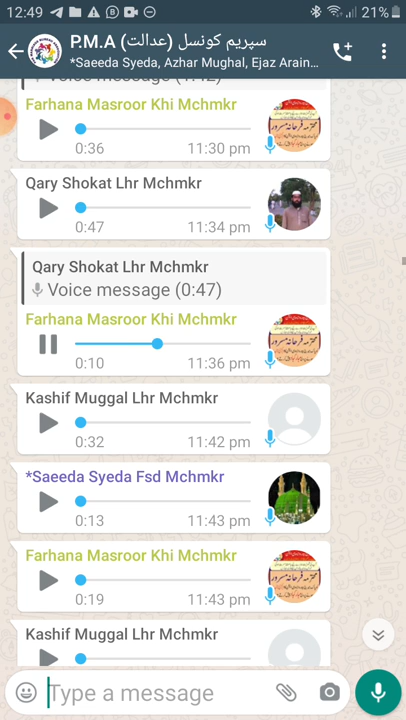 12:49
21%
P.M.A سپریم کونسل (عدالت)
*Saeeda Syeda, Azhar Mughal, Ejaz Arain...
Voice message (1:12)
Farhana Masroor Khi Mchmkr
0:36 11:30 pm
Qary Shokat Lhr Mchmkr
0:47 11:34 pm
Qary Shokat Lhr Mchmkr
Voice message (0:47)
Farhana Masroor Khi Mchmkr
0:10 11:36 pm
Kashif Muggal Lhr Mchmkr
0:32 11:42 pm
*Saeeda Syeda Fsd Mchmkr
0:13 11:43 pm
Farhana Masroor Khi Mchmkr
0:19 11:43 pm
Kashif Muggal Lhr Mchmkr
Type a message